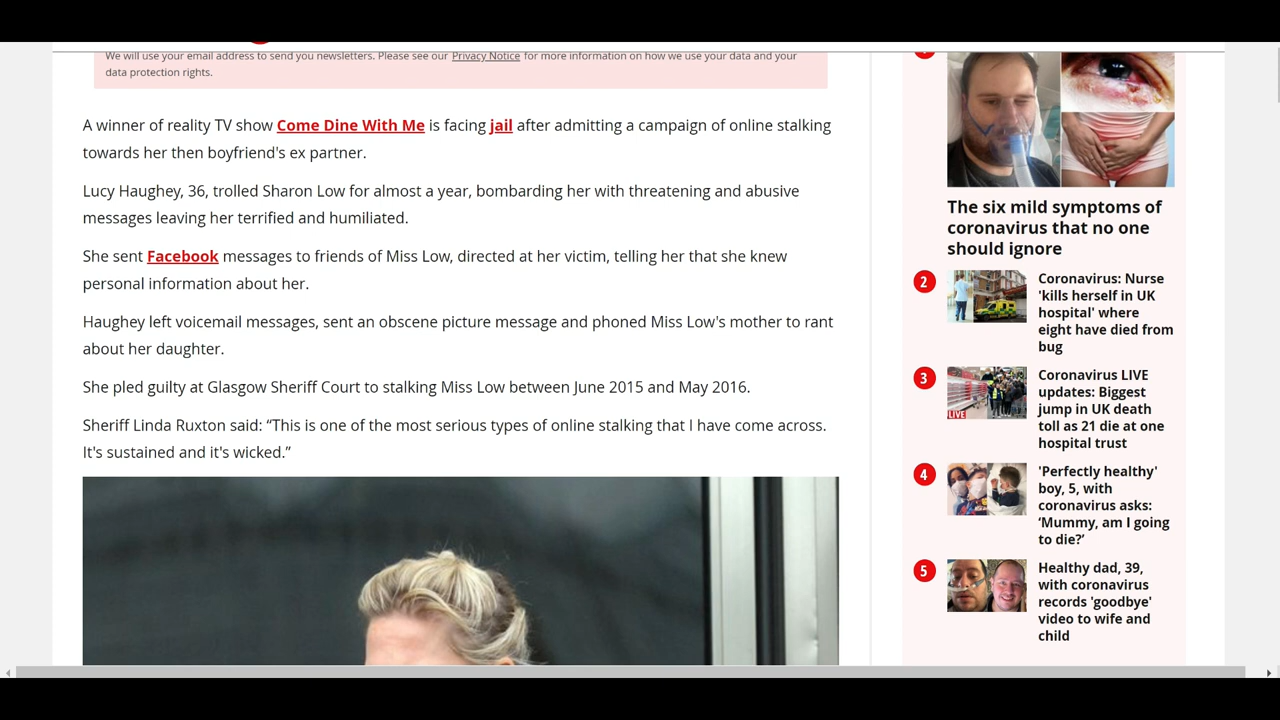 We will use your email address to send you newsletters. Please see our Privacy Notice for more information on how we use your data and your
data protection rights.
A winner of reality TV show Come Dine With Me is facing jail after admitting a campaign of online stalking
towards her then boyfriend's ex partner.
Lucy Haughey, 36, trolled Sharon Low for almost a year, bombarding her with threatening and abusive
messages leaving her terrified and humiliated.
She sent Facebook messages to friends of Miss Low, directed at her victim, telling her that she knew
personal information about her.
Haughey left voicemail messages, sent an obscene picture message and phoned Miss Low's mother to rant
about her daughter.
She pled guilty at Glasgow Sheriff Court to stalking Miss Low between June 2015 and May 2016.
Sheriff Linda Ruxton said: “This is one of the most serious types of online stalking that I have come across.
It's sustained and it's wicked.”
The six mild symptoms of
coronavirus that no one
should ignore
2
Coronavirus: Nurse
'kills herself in UK
hospital' where
eight have died from
bug
3
LIVE
Coronavirus LIVE
updates: Biggest
jump in UK death
toll as 21 die at one
hospital trust
4
'Perfectly healthy'
boy, 5, with
coronavirus asks:
‘Mummy, am I going
to die?’
5
Healthy dad, 39,
with coronavirus
records 'goodbye'
video to wife and
child